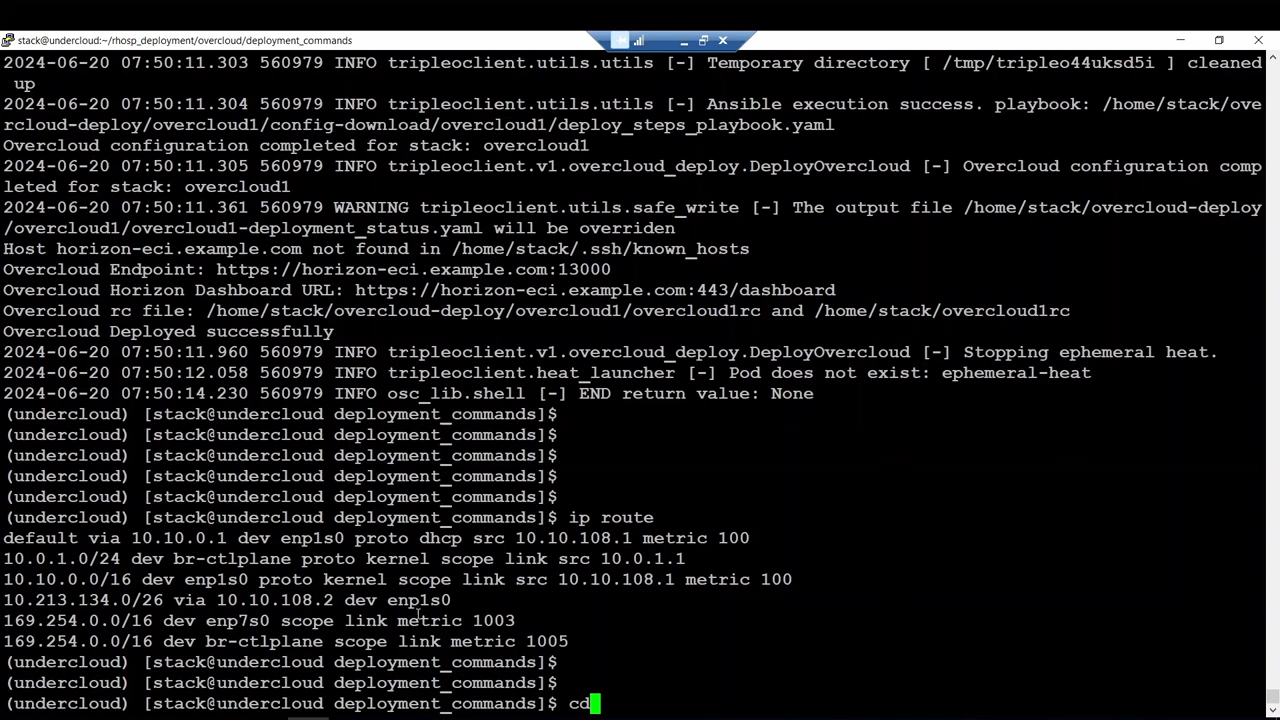 stack@undercloud:~/rhosp_deployment/overcloud/deployment_commands
2024-06-20 07:50:11.303 560979 INFO tripleoclient.utils.utils [-] Temporary directory [ /tmp/tripleo44uksd5i ] cleaned
 up
2024-06-20 07:50:11.304 560979 INFO tripleoclient.utils.utils [-] Ansible execution success. playbook: /home/stack/ove
rcloud-deploy/overcloud1/config-download/overcloud1/deploy_steps_playbook.yaml
Overcloud configuration completed for stack: overcloud1
2024-06-20 07:50:11.305 560979 INFO tripleoclient.v1.overcloud_deploy.DeployOvercloud [-] Overcloud configuration comp
leted for stack: overcloud1
2024-06-20 07:50:11.361 560979 WARNING tripleoclient.utils.safe_write [-] The output file /home/stack/overcloud-deploy
/overcloud1/overcloud1-deployment_status.yaml will be overriden
Host horizon-eci.example.com not found in /home/stack/.ssh/known_hosts
Overcloud Endpoint: https://horizon-eci.example.com:13000
Overcloud Horizon Dashboard URL: https://horizon-eci.example.com:443/dashboard
Overcloud rc file: /home/stack/overcloud-deploy/overcloud1/overcloud1rc and /home/stack/overcloud1rc
Overcloud Deployed successfully
2024-06-20 07:50:11.960 560979 INFO tripleoclient.v1.overcloud_deploy.DeployOvercloud [-] Stopping ephemeral heat.
2024-06-20 07:50:12.058 560979 INFO tripleoclient.heat_launcher [-] Pod does not exist: ephemeral-heat
2024-06-20 07:50:14.230 560979 INFO osc_lib.shell [-] END return value: None
(undercloud) [stack@undercloud deployment_commands]$
(undercloud) [stack@undercloud deployment_commands]$
(undercloud) [stack@undercloud deployment_commands]$
(undercloud) [stack@undercloud deployment_commands]$
(undercloud) [stack@undercloud deployment_commands]$
(undercloud) [stack@undercloud deployment_commands]$ ip route
default via 10.10.0.1 dev enp1s0 proto dhcp src 10.10.108.1 metric 100
10.0.1.0/24 dev br-ctlplane proto kernel scope link src 10.0.1.1
10.10.0.0/16 dev enp1s0 proto kernel scope link src 10.10.108.1 metric 100
10.213.134.0/26 via 10.10.108.2 dev enp1s0
169.254.0.0/16 dev enp7s0 scope link metric 1003
169.254.0.0/16 dev br-ctlplane scope link metric 1005
(undercloud) [stack@undercloud deployment_commands]$
(undercloud) [stack@undercloud deployment_commands]$
(undercloud) [stack@undercloud deployment_commands]$ cd